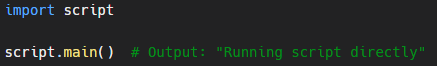 import script
script.main()  # Output: "Running script directly"